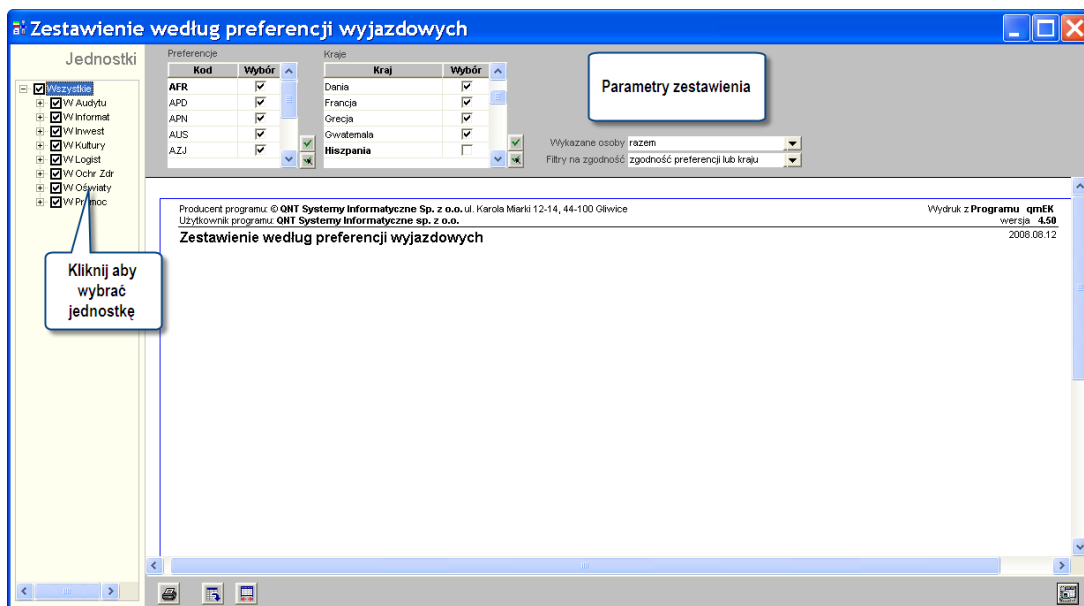 Zestawienie według preferencji wyjazdowych
Jednostki
Wszystkie
W Audytu
W Informat
W Inwest
W Kultury
W Logist
W Ochr Zdr
W Oświaty
Kliknij aby
wybrać
jednostkę
Preferencje
Kod Wybór
AFR
APD
APN
AUS
AZJ
Kraje
Kraj Wybór
Dania
Francja
Grecja
Gwatemala
Hiszpania
Parametry zestawienia
Wykazane osoby razem
Filtry na zgodność zgodność preferencji lub kraju
Producent programu: © QNT Systemy Informatyczne Sp. z o.o. ul. Karola Miarki 12-14, 44-100 Gliwice
Użytkownik programu: QNT Systemy Informatyczne sp. z o.o.
Wydruk z Programu qmEK
wersja 4.50
Zestawienie według preferencji wyjazdowych
2008.08.12